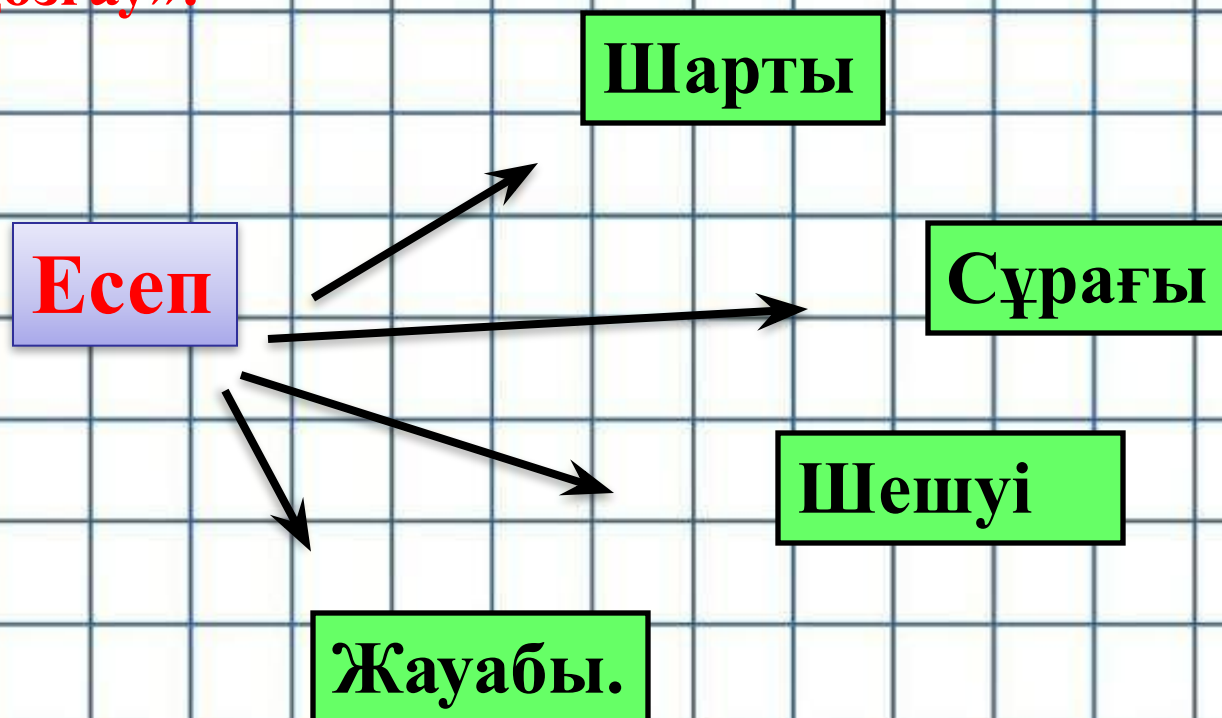 Шарты
Есеп
Сұрағы
Шешуі
Жауабы.